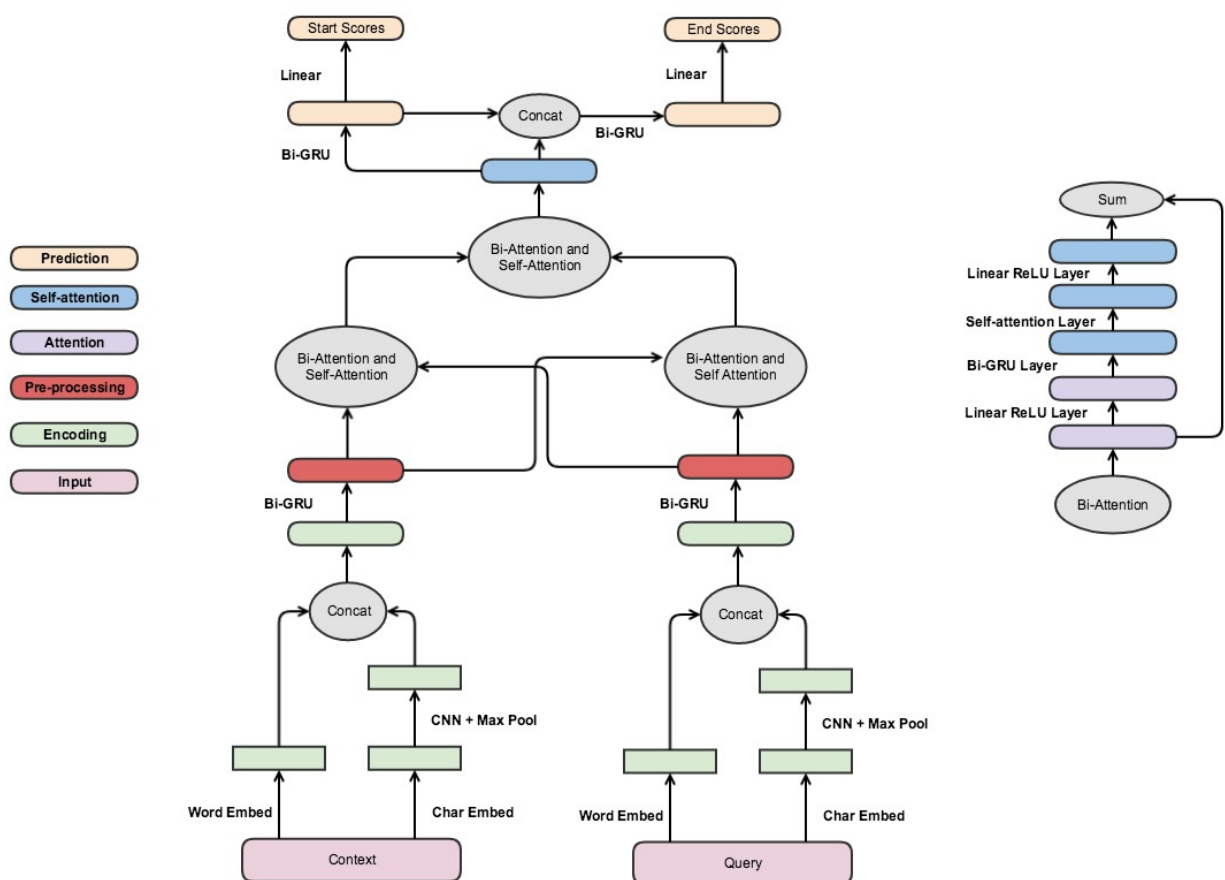 Start Scores
End Scores
Linear
Linear
Concat
Bi-GRU
Bi-GRU
Bi-Attention and
Self-Attention
Bi-Attention and
Self-Attention
Bi-Attention and
Self Attention
Bi-GRU
Bi-GRU
Concat
Concat
CNN + Max Pool
CNN + Max Pool
Word Embed
Char Embed
Word Embed
Char Embed
Context
Query
Prediction
Self-attention
Attention
Pre-processing
Encoding
Input
Sum
Linear ReLU Layer
Self-attention Layer
Bi-GRU Layer
Linear ReLU Layer
Bi-Attention